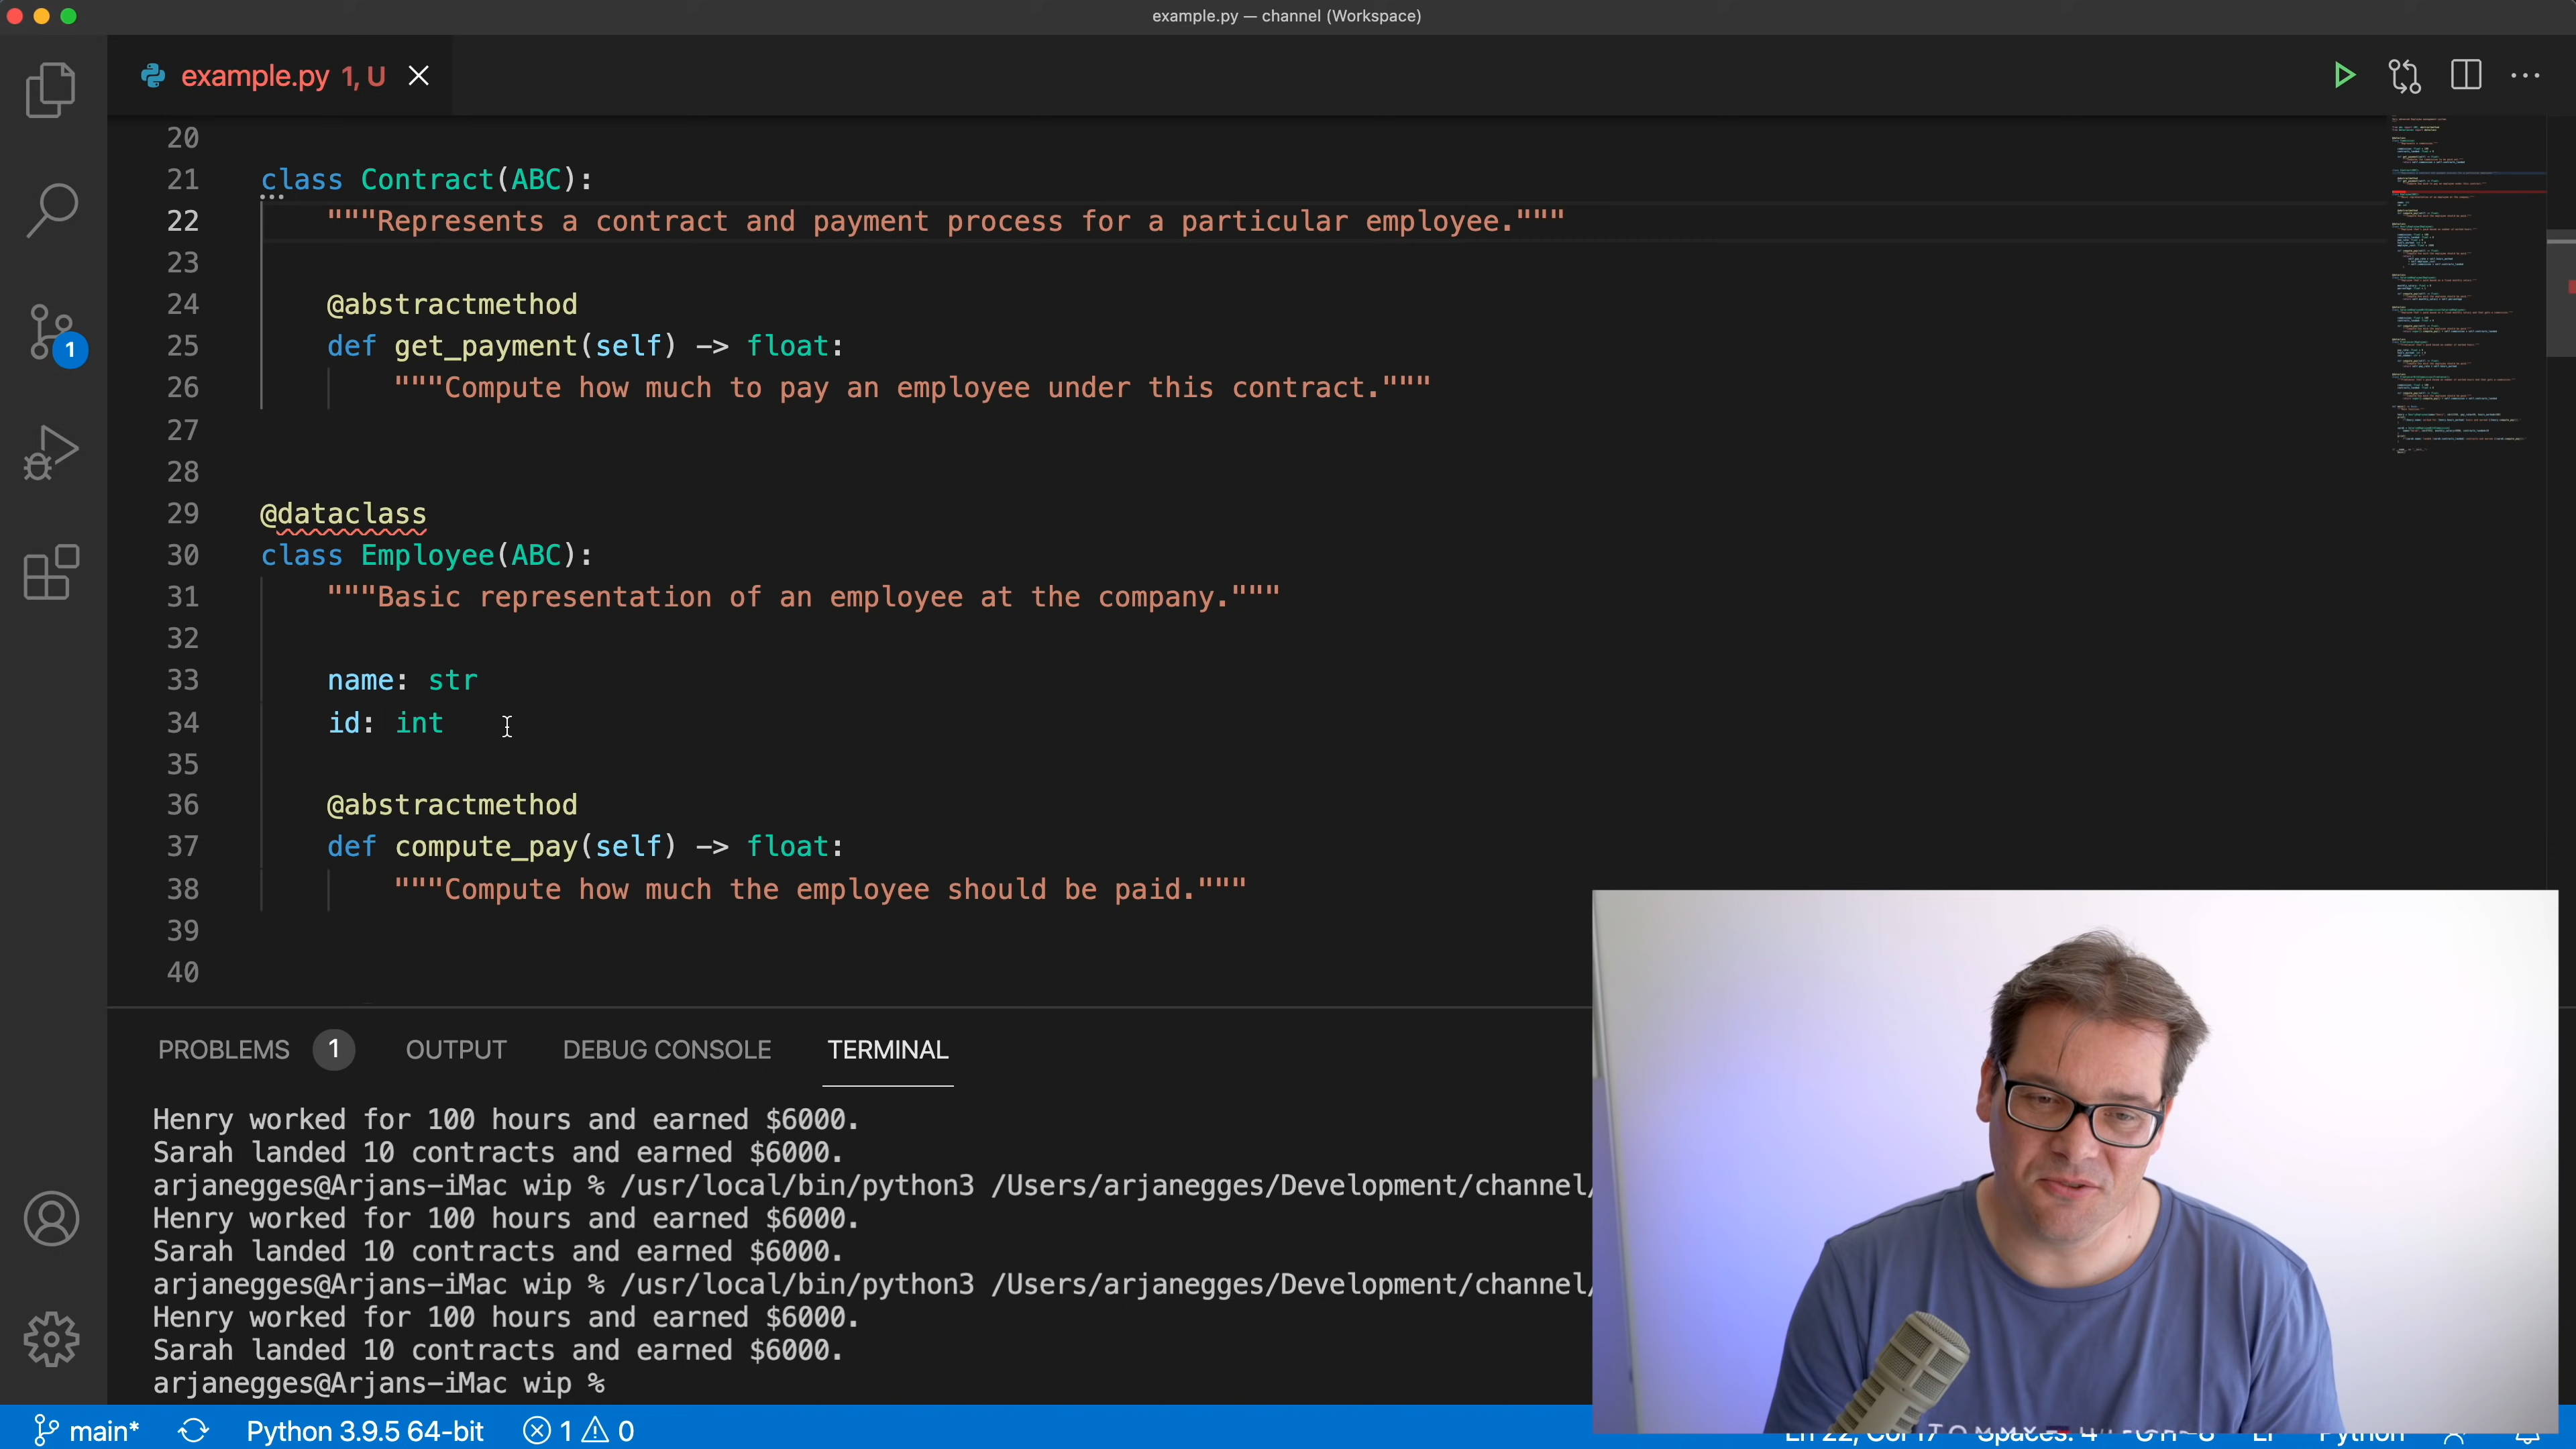 example.py — channel (Workspace)
example.py 1, U
20
21 class Contract(ABC):
22 """Represents a contract and payment process for a particular employee."""
23
24 @abstractmethod
25 def get_payment(self) -> float:
26 """Compute how much to pay an employee under this contract."""
27
28
29 @dataclass
30 class Employee(ABC):
31 """Basic representation of an employee at the company."""
32
33 name: str
34 id: int
35
36 @abstractmethod
37 def compute_pay(self) -> float:
38 """Compute how much the employee should be paid."""
39
40
1
PROBLEMS 1 OUTPUT DEBUG CONSOLE TERMINAL
Henry worked for 100 hours and earned $6000.
Sarah landed 10 contracts and earned $6000.
arjanegges@Arjans-iMac wip % /usr/local/bin/python3 /Users/arjanegges/Development/channel/
Henry worked for 100 hours and earned $6000.
Sarah landed 10 contracts and earned $6000.
arjanegges@Arjans-iMac wip % /usr/local/bin/python3 /Users/arjanegges/Development/channel/
Henry worked for 100 hours and earned $6000.
Sarah landed 10 contracts and earned $6000.
arjanegges@Arjans-iMac wip %
main* Python 3.9.5 64-bit 1 0 Ln 22, Col 17 Spaces: 4 Python